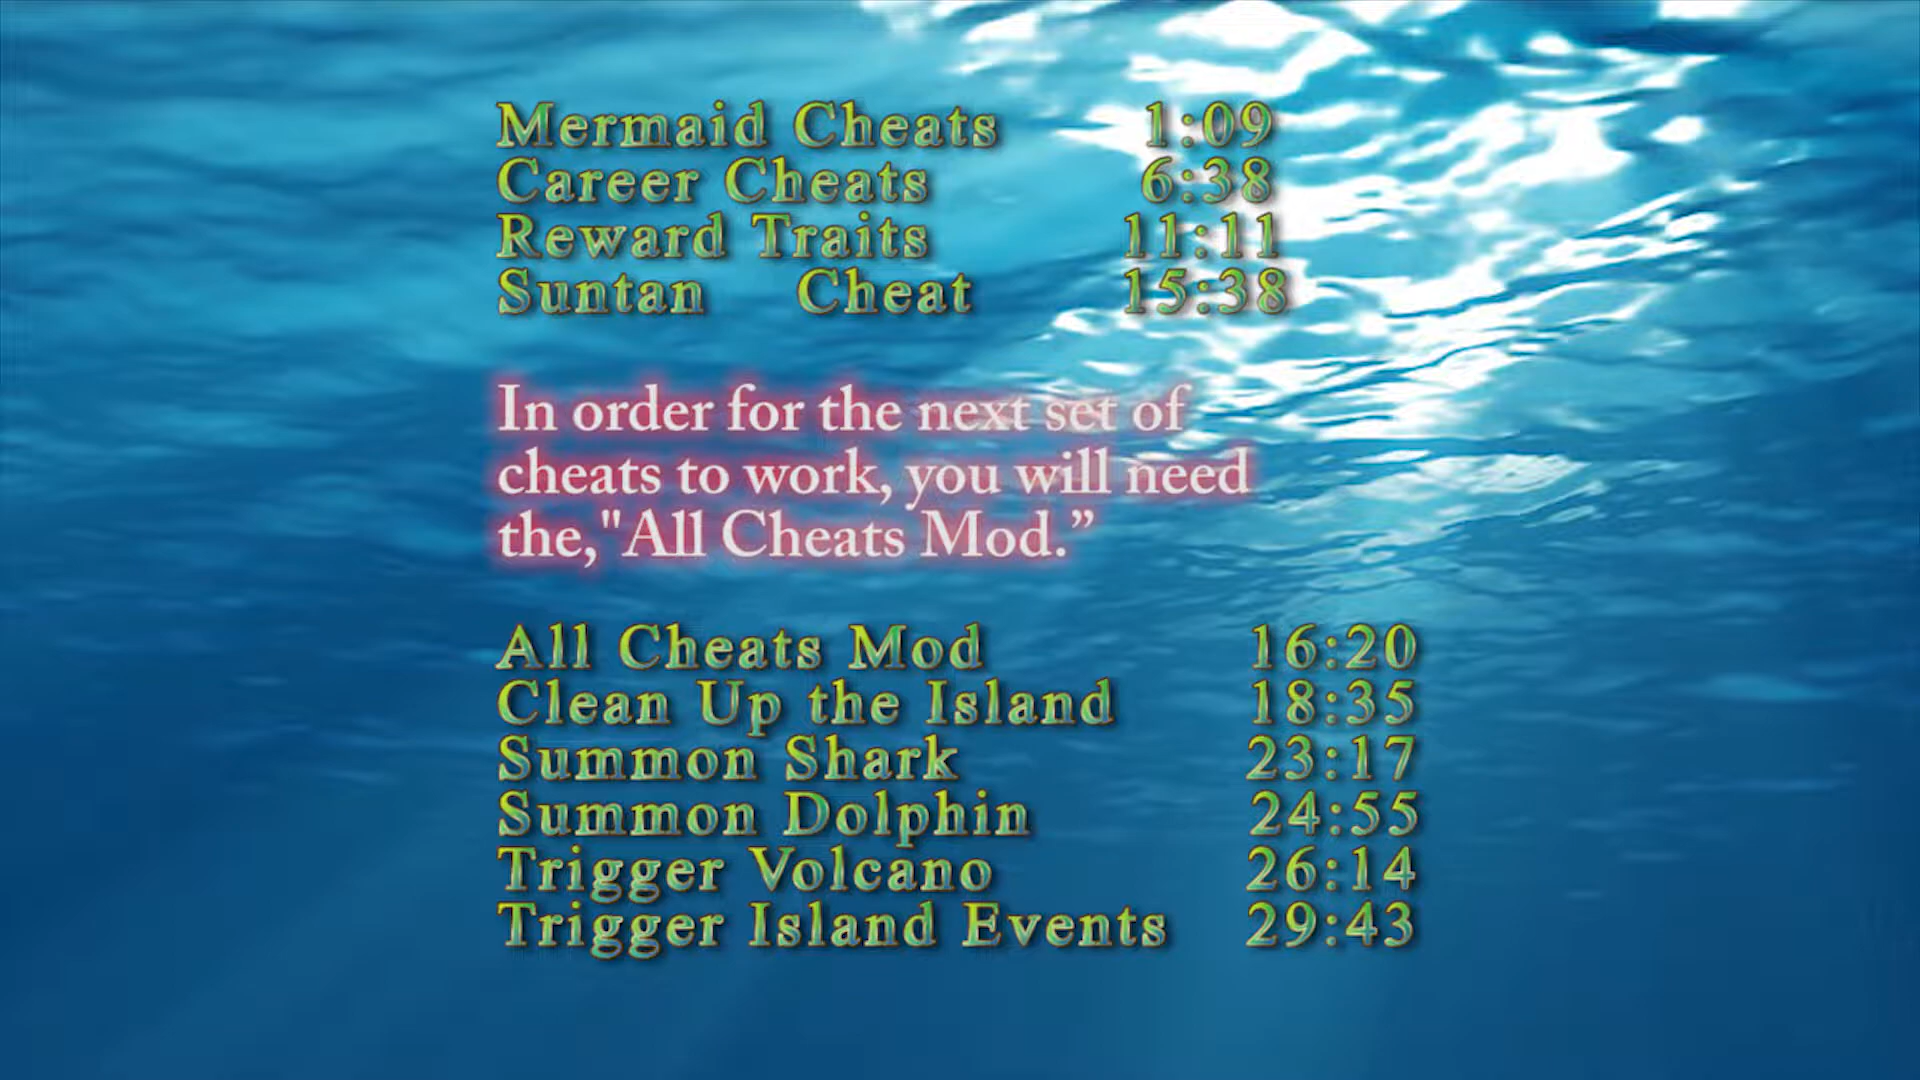 Mermaid Cheats 1:09
Career Cheats 6:38
Reward Traits 11:11
Suntan Cheat 15:38
In order for the next set of
cheats to work, you will need
the,"All Cheats Mod.”
All Cheats Mod 16:20
Clean Up the Island 18:35
Summon Shark 23:17
Summon Dolphin 24:55
Trigger Volcano 26:14
Trigger Island Events 29:43